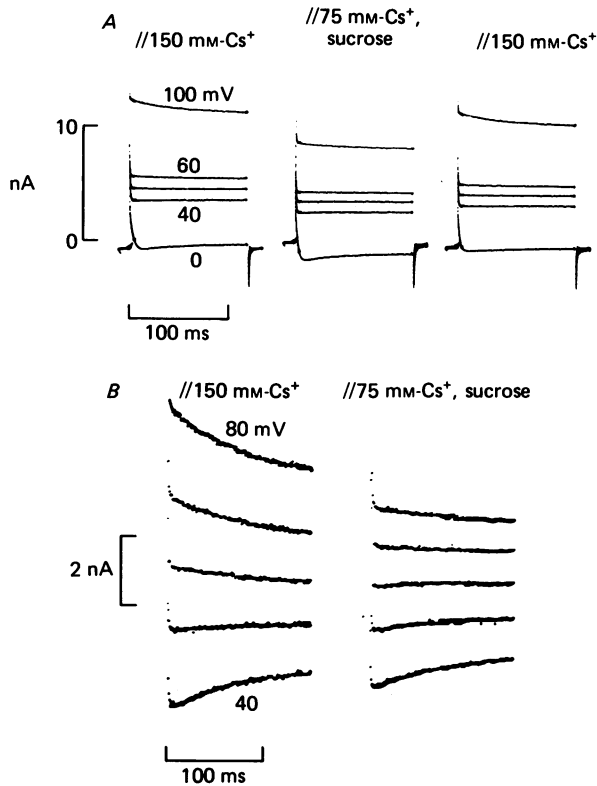 A
//150 mM-Cs⁺
//75 mM-Cs⁺,
sucrose
//150 mM-Cs⁺
100 mV
10
60
nA
40
0
0
100 ms
B
//150 mM-Cs⁺
//75 mM-Cs⁺, sucrose
80 mV
2 nA
40
100 ms